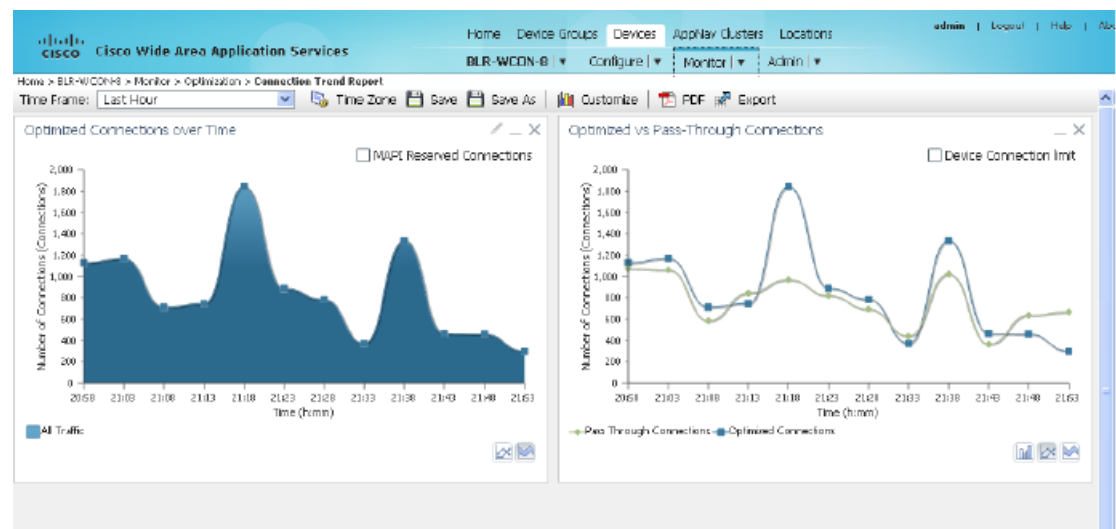 Home Device Groups Devices AppNav Clusters Locations
admin | Logout | Help |
cisco Cisco Wide Area Application Services
BLR-WCON-8 | Configure | Monitor | Admin |
Home > BLR-WCON-8 > Monitor > Optimization > Connection Trend Report
Time Frame: Last Hour Time Zone Save Save As | Customize | PDF Export
Optimized Connections over Time
MAPI Reserved Connections
Number of Connections (Connections)
2,000
1,800
1,600
1,400
1,200
1,000
800
600
400
200
0
20:58 21:03 21:08 21:13 21:18 21:23 21:28 21:33 21:38 21:43 21:48 21:53
Time (h:mm)
All Traffic
Optimized vs Pass-Through Connections
Device Connection limit
Number of Connections (Connections)
2,000
1,800
1,600
1,400
1,200
1,000
800
600
400
200
0
20:58 21:03 21:08 21:13 21:18 21:23 21:28 21:33 21:38 21:43 21:48 21:53
Time (h:mm)
Pass Through Connections Optimized Connections